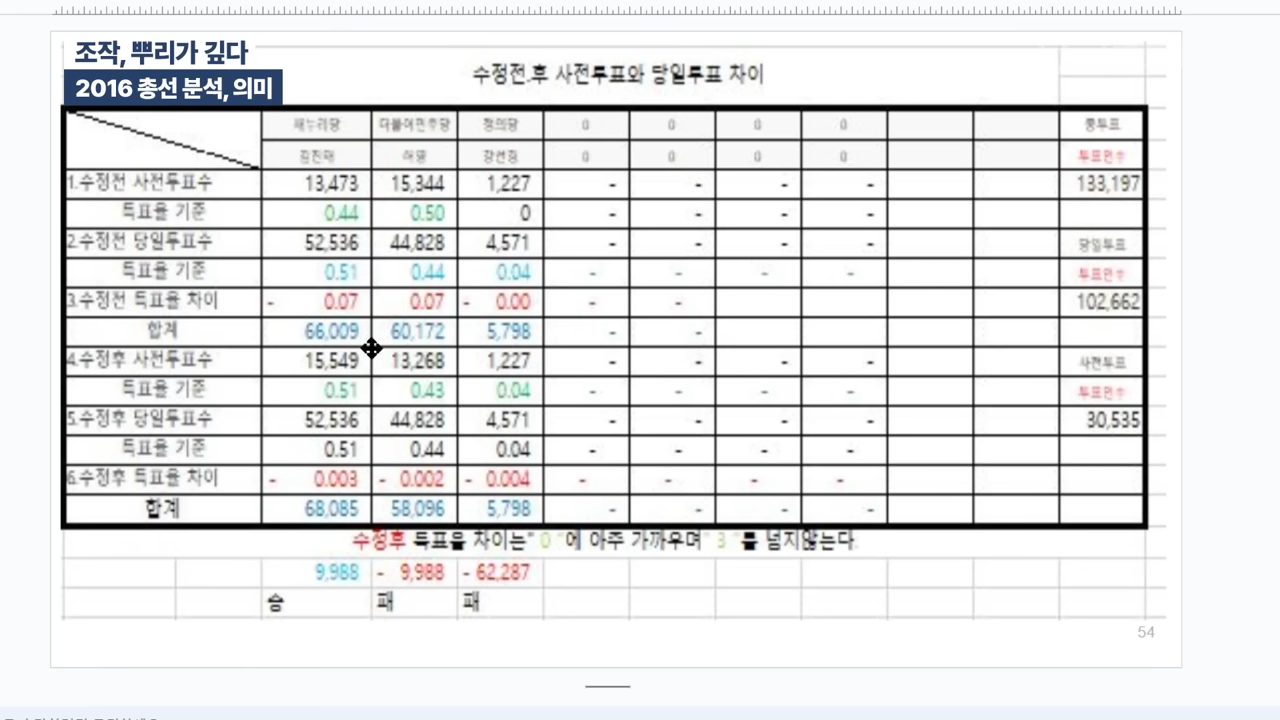 조작, 뿌리가 깊다
2016 총선 분석, 의미
수정전.후 사전투표와 당일투표 차이
새누리당 더불어민주당 정의당 0 0 0 0 총투표
0 0 0 0 투표인수
1.수정전 사전투표수 13,473 15,344 1,227 - - - - 133,197
득표율 기준 0.44 0.50 0 - - - -
2.수정전 당일투표수 52,536 44,828 4,571 - - - - 당일투표
득표율 기준 0.51 0.44 0.04 - - - - 투표인수
3.수정전 득표율 차이 - 0.07 0.07 - 0.00 - - 102,662
합계 66,009 60,172 5,798 - -
4.수정후 사전투표수 15,549 13,268 1,227 - - - - 사전투표
득표율 기준 0.51 0.43 0.04 - - - - 투표인수
5.수정후 당일투표수 52,536 44,828 4,571 - - - - 30,535
득표율 기준 0.51 0.44 0.04 - - - -
6.수정후 득표율 차이 - 0.003 - 0.002 - 0.004 - - - -
합계 68,085 58,096 5,798 - - - -
수정후 득표율 차이는" 0 "에 아주 가까우며" 3 "를 넘지않는다.
9,988 - 9,988 - 62,287
승 패 패
54